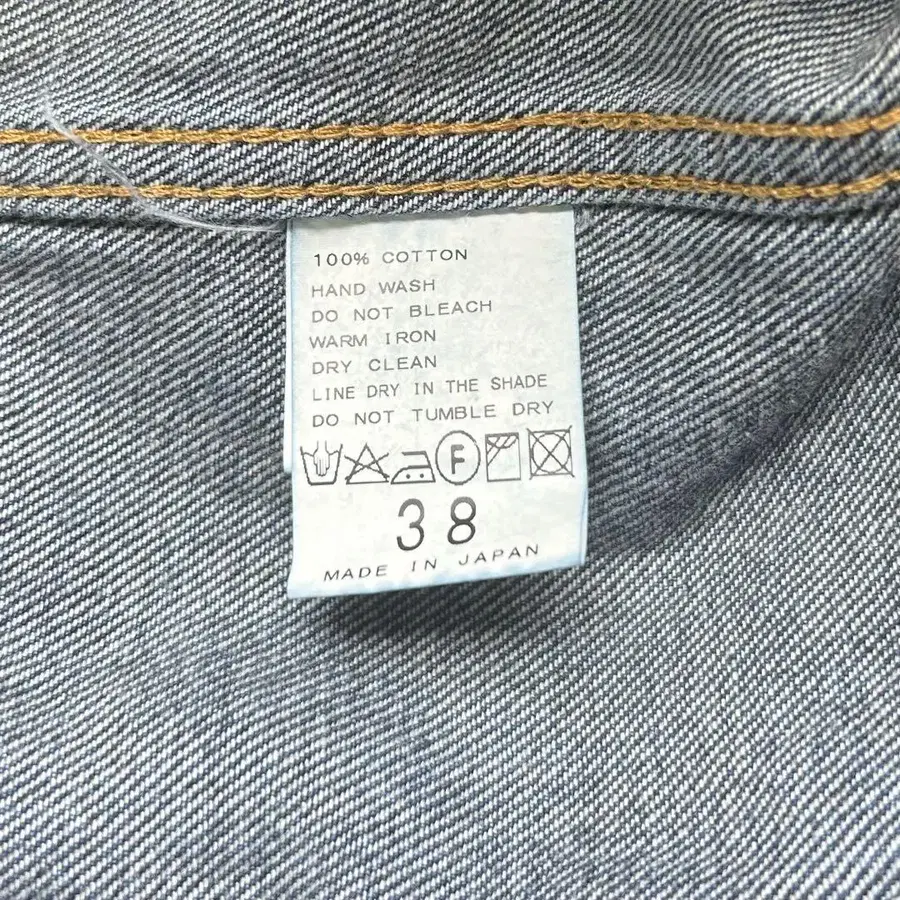 100% COTTON
HAND WASH
DO NOT BLEACH
WARM IRON
DRY CLEAN
LINE DRY IN THE SHADE
DO NOT TUMBLE DRY
F
38
MADE IN JAPAN